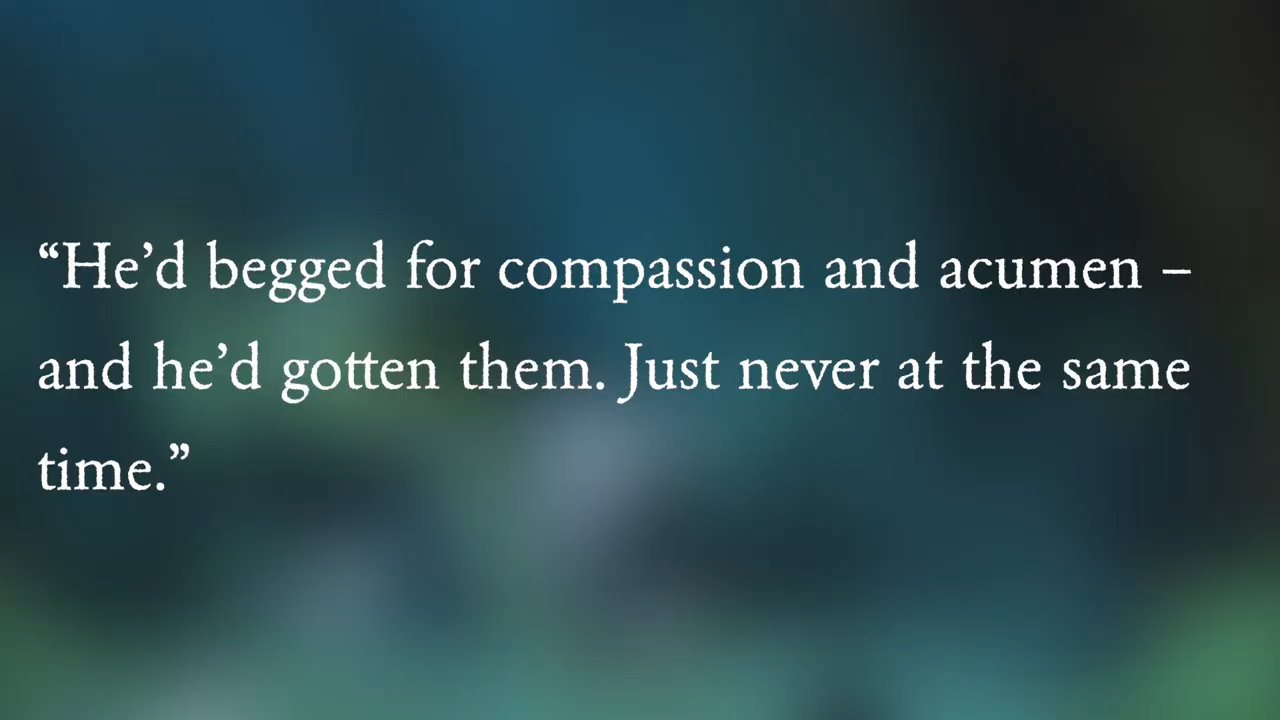 “He’d begged for compassion and acumen –
and he’d gotten them. Just never at the same
time.”